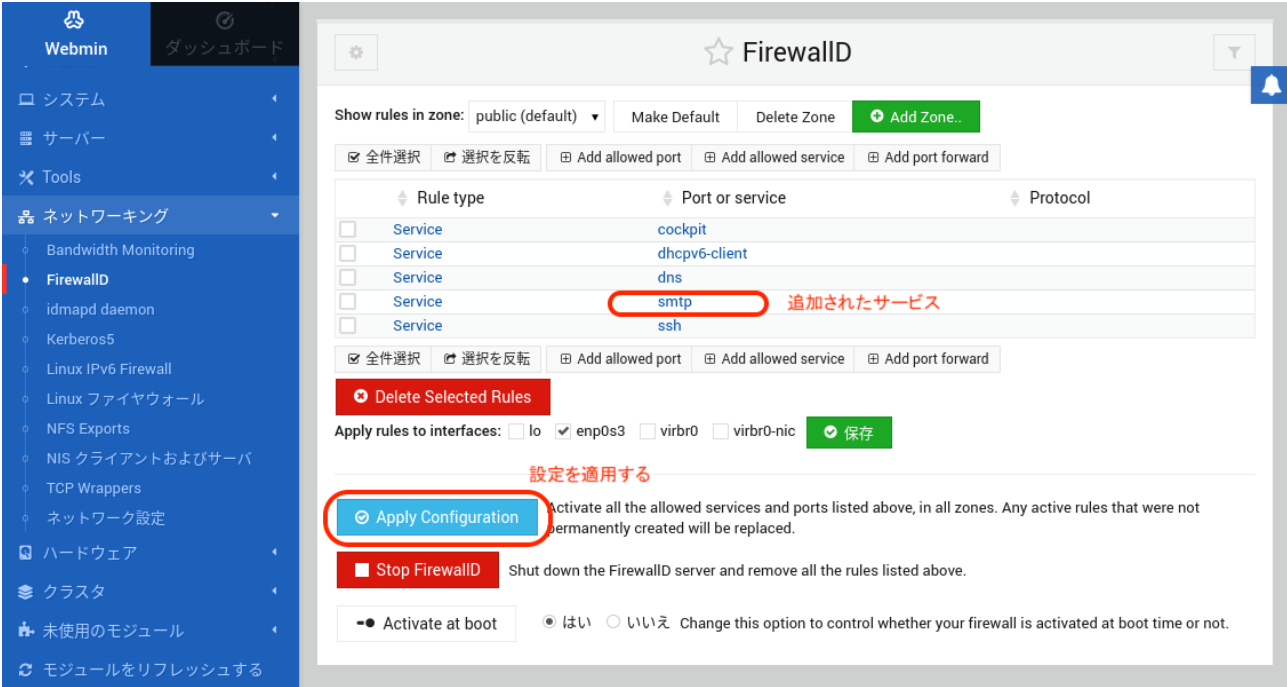 Webmin
ダッシュボード
システム
サーバー
Tools
ネットワーキング
Bandwidth Monitoring
FirewallD
idmapd daemon
Kerberos5
Linux IPv6 Firewall
Linux ファイヤウォール
NFS Exports
NIS クライアントおよびサーバ
TCP Wrappers
ネットワーク設定
ハードウェア
クラスタ
未使用のモジュール
モジュールをリフレッシュする
FirewallD
Show rules in zone: public (default) Make Default Delete Zone Add Zone..
全件選択 選択を反転 Add allowed port Add allowed service Add port forward
Rule type Port or service Protocol
Service cockpit
Service dhcpv6-client
Service dns
Service smtp 追加されたサービス
Service ssh
全件選択 選択を反転 Add allowed port Add allowed service Add port forward
Delete Selected Rules
Apply rules to interfaces: lo enp0s3 virbr0 virbr0-nic 保存
設定を適用する
Apply Configuration Activate all the allowed services and ports listed above, in all zones. Any active rules that were not
permanently created will be replaced.
Stop FirewallD Shut down the FirewallD server and remove all the rules listed above.
Activate at boot はい いいえ Change this option to control whether your firewall is activated at boot time or not.